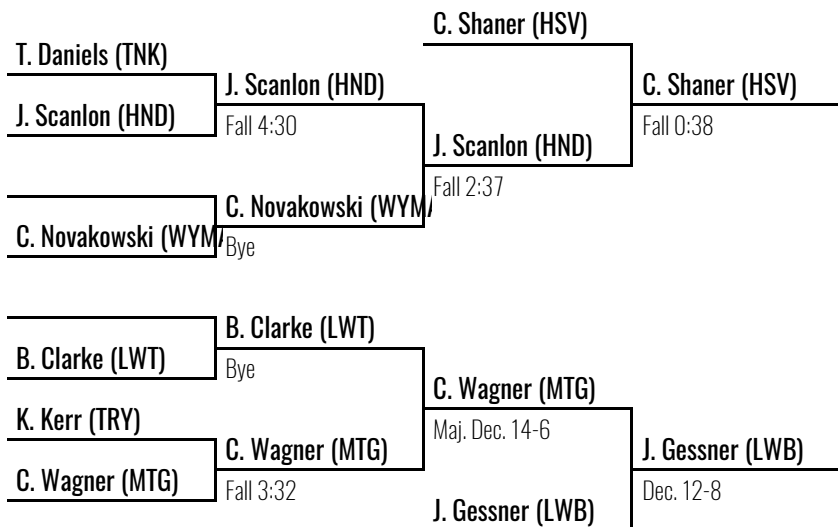 C. Shaner (HSV)
T. Daniels (TNK)
J. Scanlon (HND)
C. Shaner (HSV)
J. Scanlon (HND)
Fall 4:30
Fall 0:38
J. Scanlon (HND)
Fall 2:37
C. Novakowski (WYM
C. Novakowski (WYM
Bye
B. Clarke (LWT)
B. Clarke (LWT)
Bye
C. Wagner (MTG)
K. Kerr (TRY)
Maj. Dec. 14-6
C. Wagner (MTG)
J. Gessner (LWB)
C. Wagner (MTG)
Fall 3:32
Dec. 12-8
J. Gessner (LWB)